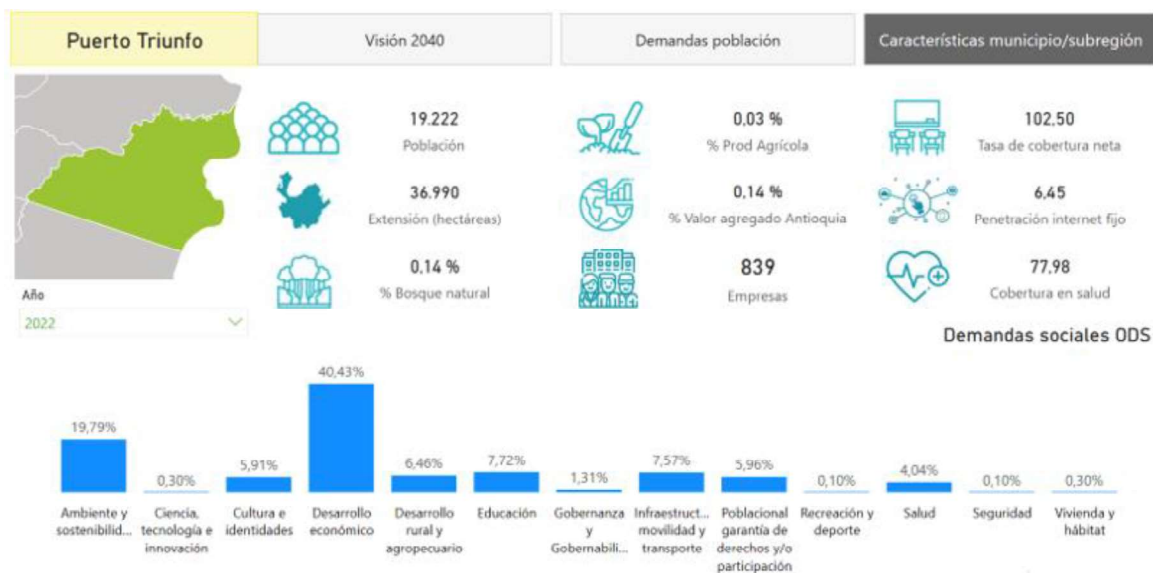 Puerto Triunfo
Visión 2040
Demandas población
Características municipio/subregión
19.222
Población
0,03 %
% Prod Agrícola
102,50
Tasa de cobertura neta
36.990
Extensión (hectáreas)
0,14 %
% Valor agregado Antioquia
6,45
Penetración internet fijo
0,14 %
% Bosque natural
839
Empresas
77,98
Cobertura en salud
Año
2022
Demandas sociales ODS
19,79%
0,30%
5,91%
40,43%
6,46%
7,72%
1,31%
7,57%
5,96%
0,10%
4,04%
0,10%
0,30%
Ambiente y
sostenibilid...
Ciencia,
tecnología e
innovación
Cultura e
identidades
Desarrollo
económico
Desarrollo
rural y
agropecuario
Educación
Gobernanza
y
Gobernabili...
Infraestruct...
movilidad y
transporte
Poblacional
garantía de
derechos y/o
participación
Recreación y
deporte
Salud
Seguridad
Vivienda y
hábitat